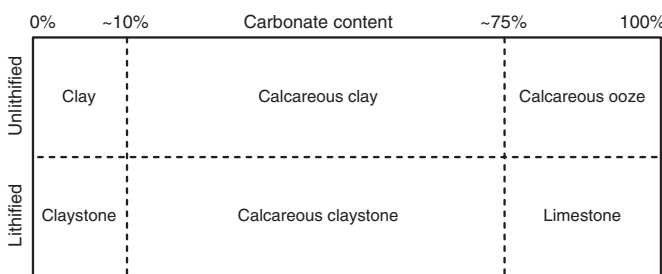 0% ~10% Carbonate content ~75% 100%
Unlithified
Clay Calcareous clay Calcareous ooze
Lithified
Claystone Calcareous claystone Limestone